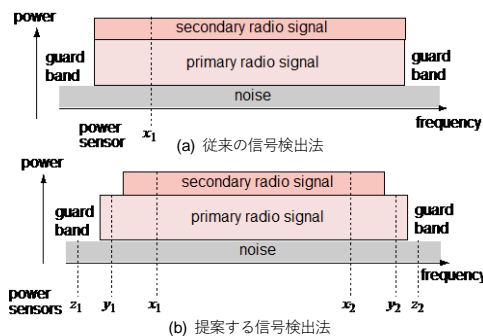 power
secondary radio signal
guard
band
primary radio signal
guard
band
noise
frequency
power
sensor
x1
(a) 従来の信号検出法
power
secondary radio signal
guard
band
primary radio signal
guard
band
noise
frequency
power
sensors
z1 y1 x1 x2 y2 z2
(b) 提案する信号検出法